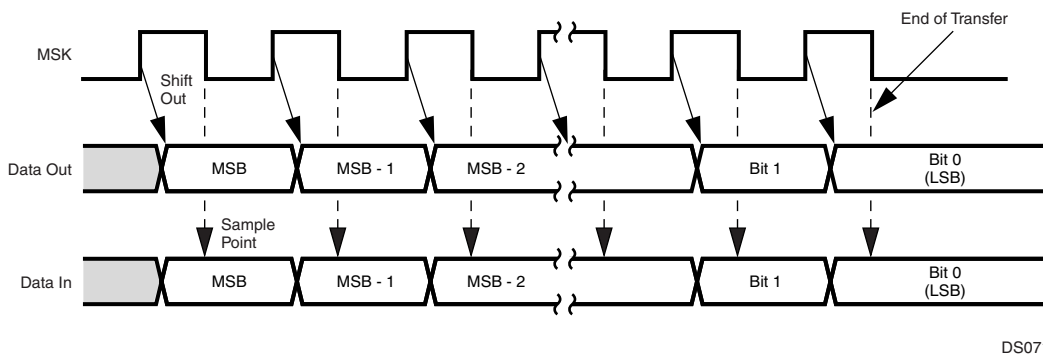 End of Transfer
MSK
Shift
Out
Data Out
MSB
MSB - 1
MSB - 2
Bit 1
Bit 0
(LSB)
Sample
Point
Data In
MSB
MSB - 1
MSB - 2
Bit 1
Bit 0
(LSB)
DS07